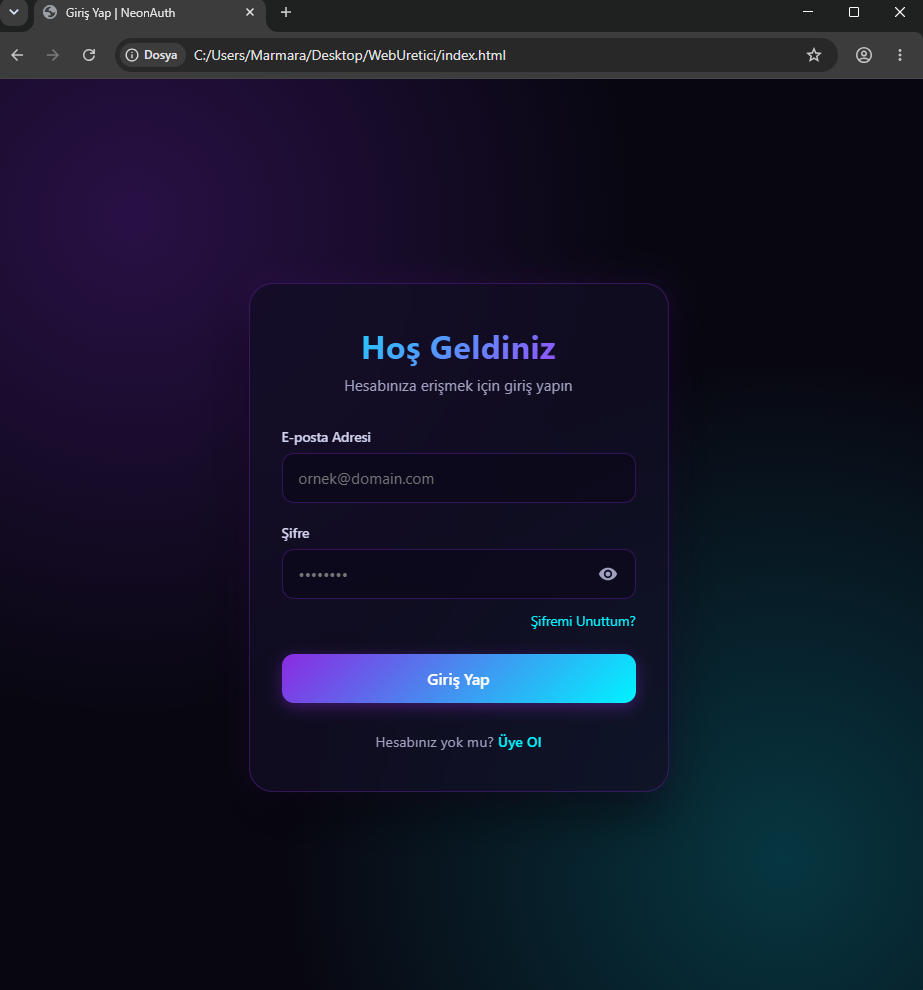 Giriş Yap | NeonAuth
Dosya C:/Users/Marmara/Desktop/WebUretici/index.html
Hoş Geldiniz
Hesabınıza erişmek için giriş yapın
E-posta Adresi
ornek@domain.com
Şifre
••••••••
Şifremi Unuttum?
Giriş Yap
Hesabınız yok mu? Üye Ol